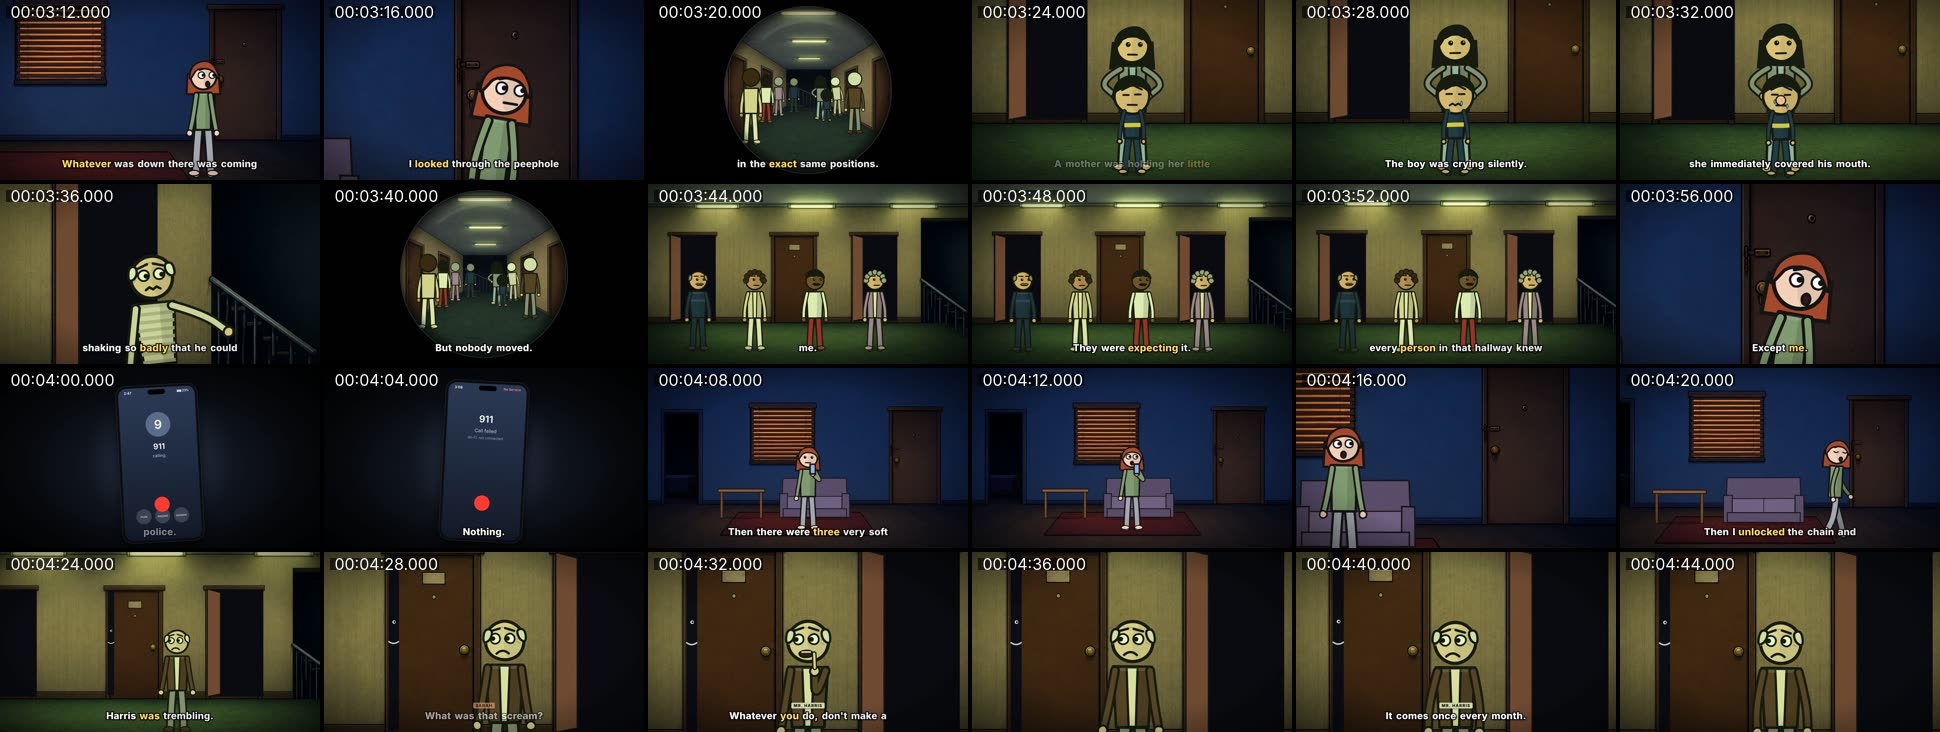 00:03:12.000
Whatever was down there was coming
00:03:16.000
I looked through the peephole
00:03:20.000
in the exact same positions.
00:03:24.000
A mother was holding her little
00:03:28.000
The boy was crying silently.
00:03:32.000
she immediately covered his mouth.
00:03:36.000
shaking so badly that he could
00:03:40.000
But nobody moved.
00:03:44.000
me.
00:03:48.000
They were expecting it.
00:03:52.000
every person in that hallway knew
00:03:56.000
Except me.
00:04:00.000
9
911
calling
police.
00:04:04.000
911
Call failed
Nothing.
00:04:08.000
Then there were three very soft
00:04:12.000
00:04:16.000
00:04:20.000
Then I unlocked the chain and
00:04:24.000
Harris was trembling.
00:04:28.000
SARAH
What was that scream?
00:04:32.000
MR. HARRIS
Whatever you do, don't make a
00:04:36.000
00:04:40.000
MR. HARRIS
It comes once every month.
00:04:44.000